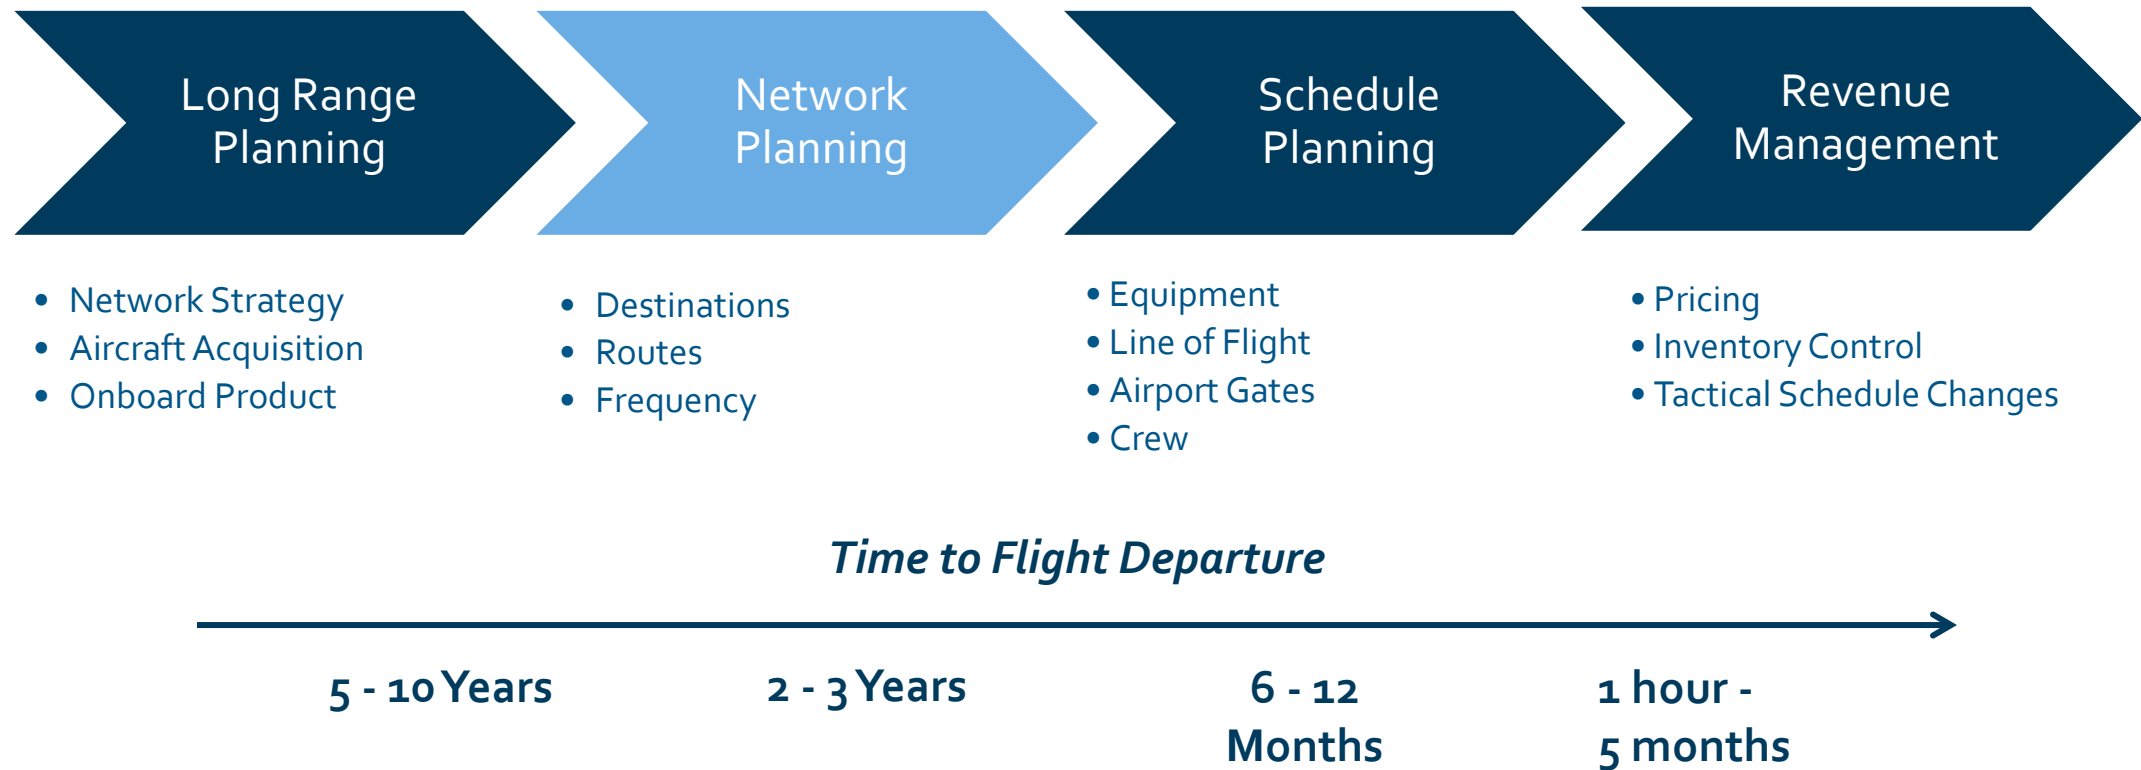 Long Range
Planning
Network
Planning
Schedule
Planning
Revenue
Management
• Network Strategy
• Aircraft Acquisition
• Onboard Product
• Destinations
• Routes
• Frequency
• Equipment
• Line of Flight
• Airport Gates
• Crew
• Pricing
• Inventory Control
• Tactical Schedule Changes
Time to Flight Departure
5 - 10 Years
2 - 3 Years
6 - 12
Months
1 hour -
5 months